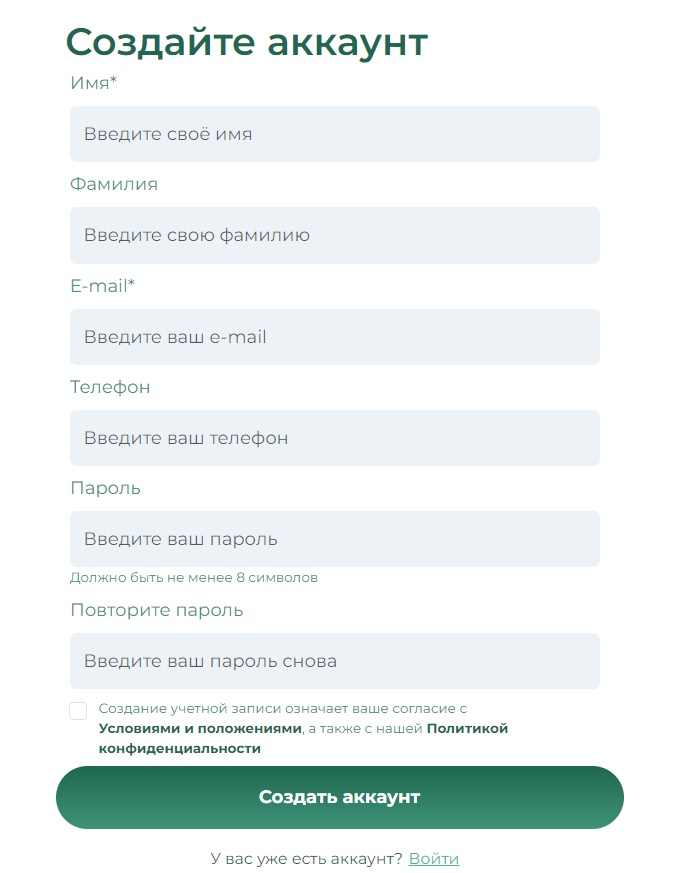 Создайте аккаунт
Имя*
Введите своё имя
Фамилия
Введите свою фамилию
E-mail*
Введите ваш e-mail
Телефон
Введите ваш телефон
Пароль
Введите ваш пароль
Должно быть не менее 8 символов
Повторите пароль
Введите ваш пароль снова
Создание учетной записи означает ваше согласие с
Условиями и положениями, а также с нашей Политикой
конфиденциальности
Создать аккаунт
У вас уже есть аккаунт? Войти